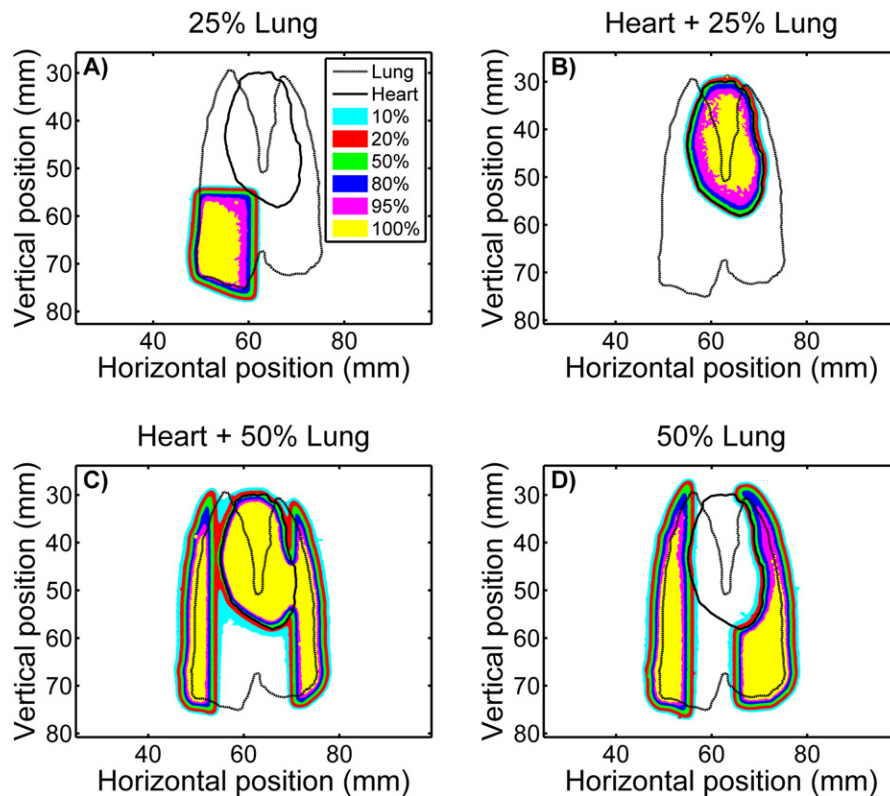 25% Lung
A)
Lung
Heart
10%
20%
50%
80%
95%
100%
30
40
50
60
70
80
Vertical position (mm)
40 60 80
Horizontal position (mm)
Heart + 25% Lung
B)
30
40
50
60
70
80
Vertical position (mm)
40 60 80
Horizontal position (mm)
Heart + 50% Lung
C)
30
40
50
60
70
80
Vertical position (mm)
40 60 80
Horizontal position (mm)
50% Lung
D)
30
40
50
60
70
80
Vertical position (mm)
40 60 80
Horizontal position (mm)